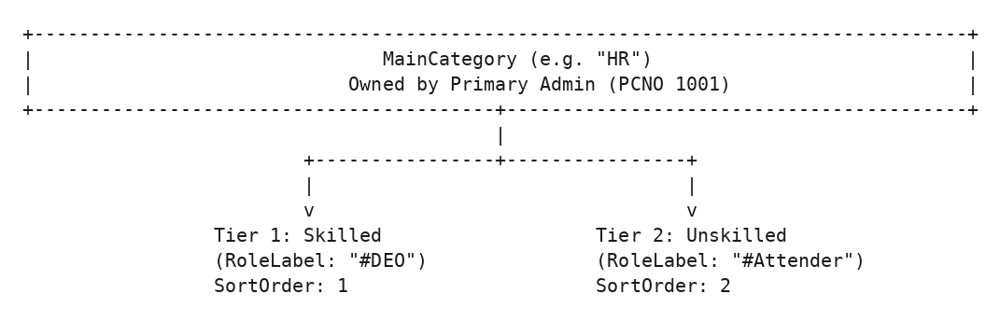 MainCategory (e.g. "HR")
Owned by Primary Admin (PCNO 1001)
v v
Tier 1: Skilled Tier 2: Unskilled
(RoleLabel: "#DEO") (RoleLabel: "#Attender")
SortOrder: 1 SortOrder: 2